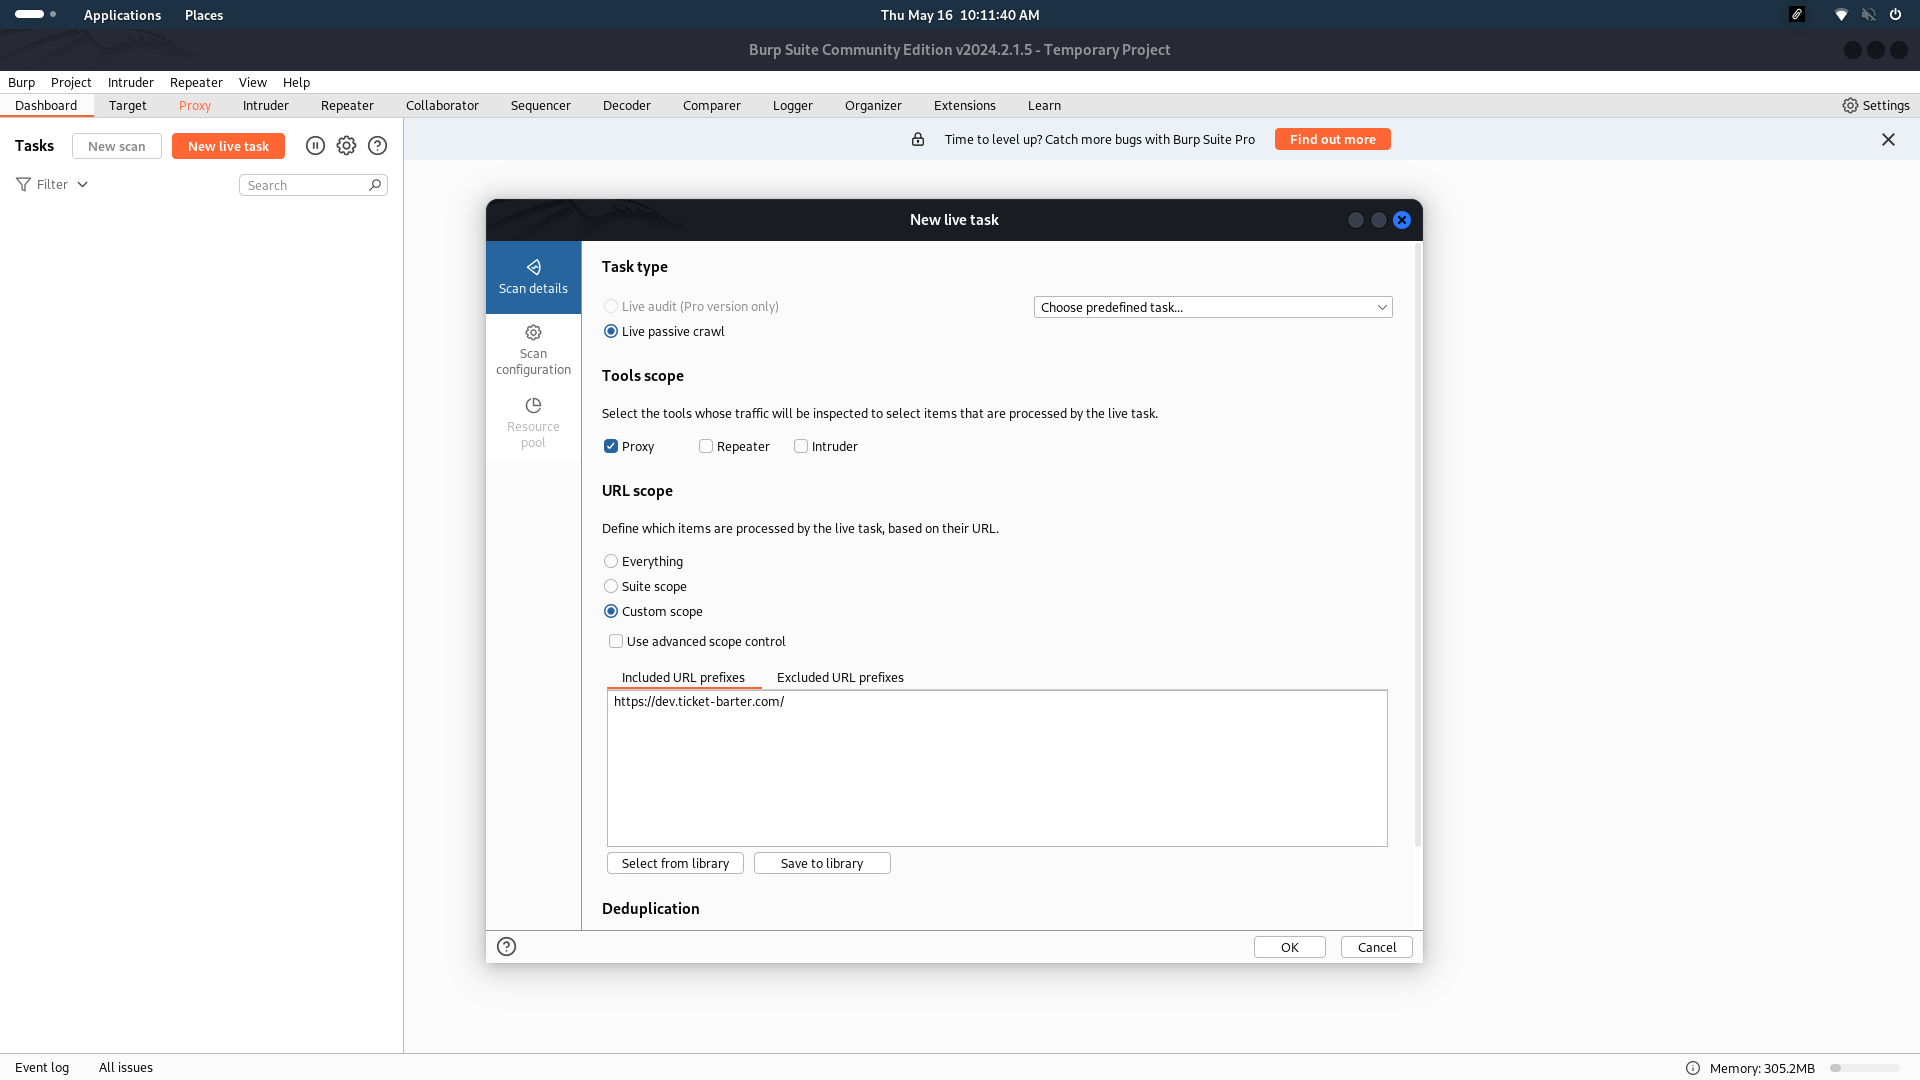 Applications Places Thu May 16 10:11:40 AM
Burp Suite Community Edition v2024.2.1.5 - Temporary Project
Burp Project Intruder Repeater View Help
Dashboard Target Proxy Intruder Repeater Collaborator Sequencer Decoder Comparer Logger Organizer Extensions Learn Settings
Tasks New scan New live task
Time to level up? Catch more bugs with Burp Suite Pro Find out more
Filter Search
New live task
Scan details
Scan
configuration
Resource
pool
Task type
Live audit (Pro version only) Choose predefined task...
Live passive crawl
Tools scope
Select the tools whose traffic will be inspected to select items that are processed by the live task.
Proxy Repeater Intruder
URL scope
Define which items are processed by the live task, based on their URL.
Everything
Suite scope
Custom scope
Use advanced scope control
Included URL prefixes Excluded URL prefixes
https://dev.ticket-barter.com/
Select from library Save to library
Deduplication
OK Cancel
Event log All issues Memory: 305.2MB